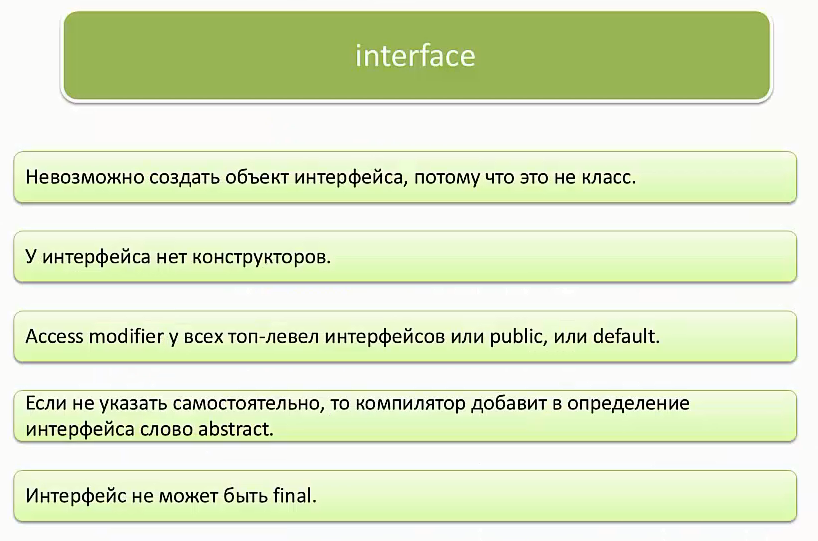 interface
Невозможно создать объект интерфейса, потому что это не класс.
У интерфейса нет конструкторов.
Access modifier у всех топ-левел интерфейсов или public, или default.
Если не указать самостоятельно, то компилятор добавит в определение
интерфейса слово abstract.
Интерфейс не может быть final.